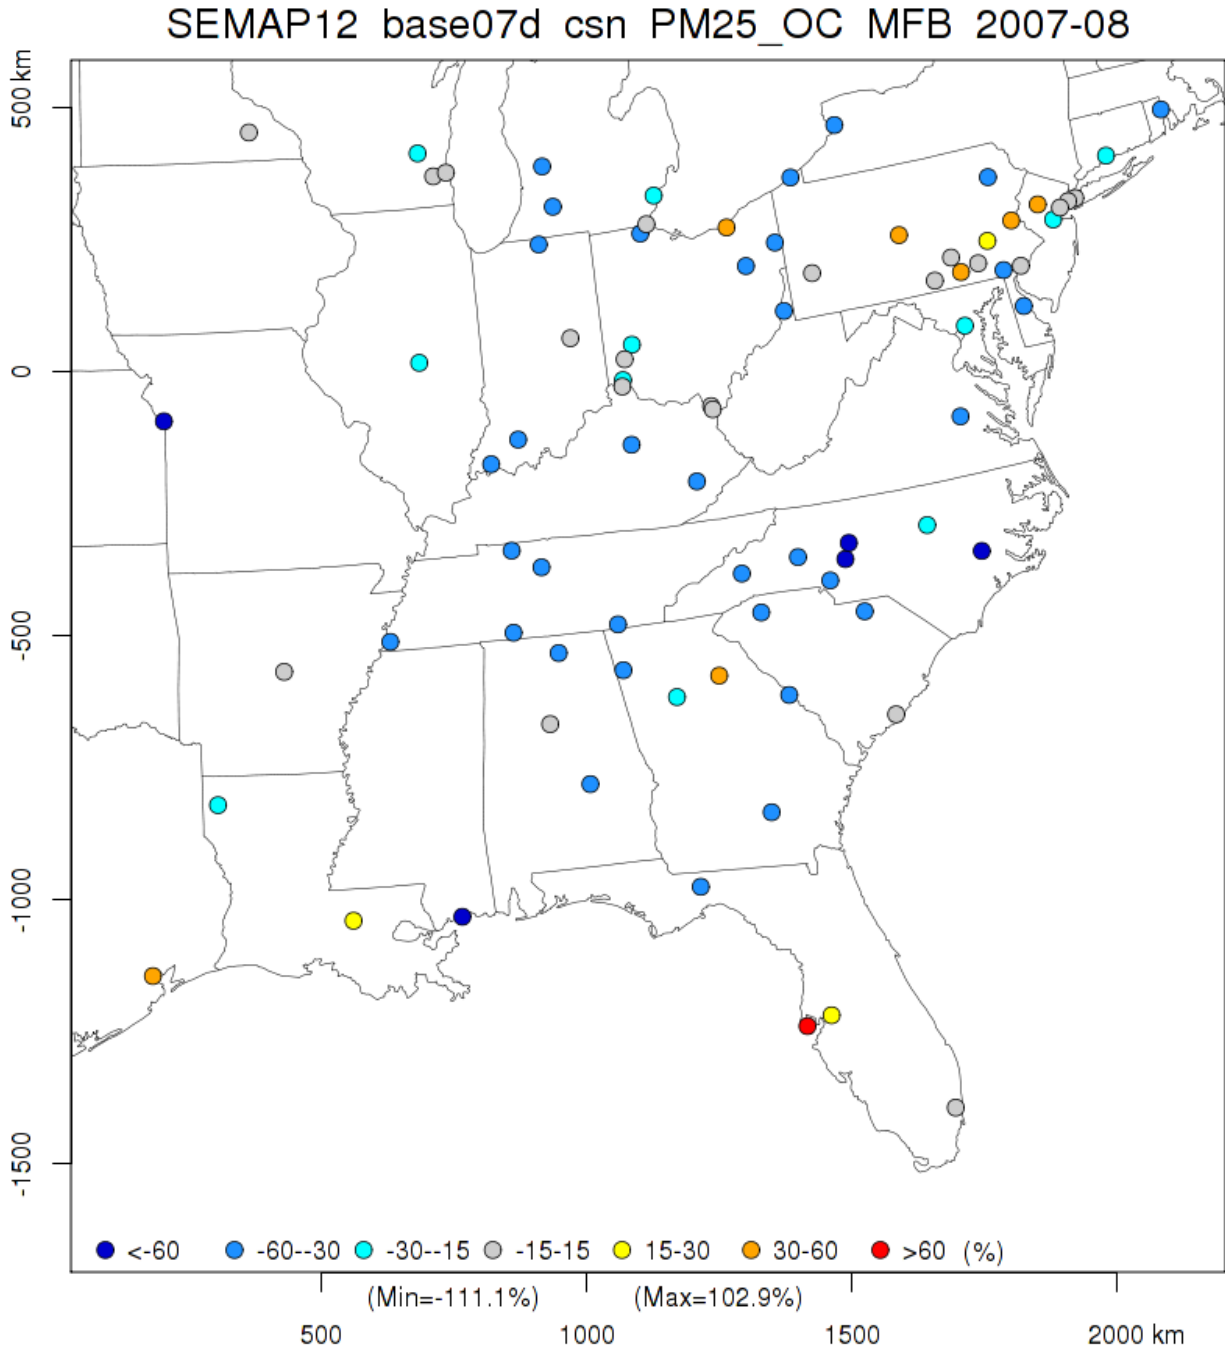 SEMAP12 base07d csn PM25_OC MFB 2007-08
500 km
0
-500
-1000
-1500
<-60 -60--30 -30--15 -15-15 15-30 30-60 >60 (%)
(Min=-111.1%) (Max=102.9%)
500 1000 1500 2000 km